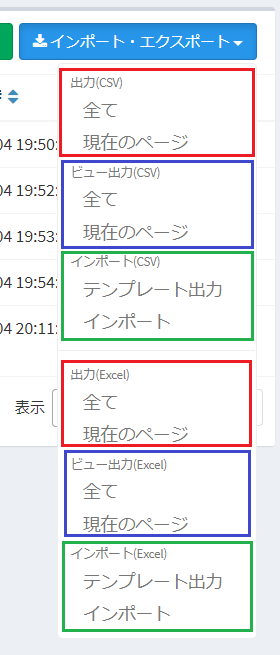 インポート・エクスポート
出力(CSV)
04 19:50:
全て
現在のページ
04 19:52:
ビュー出力(CSV)
全て
04 19:53:
現在のページ
インポート(CSV)
04 19:54:
テンプレート出力
04 20:11:
インポート
出力(Excel)
表示
全て
現在のページ
ビュー出力(Excel)
全て
現在のページ
インポート(Excel)
テンプレート出力
インポート